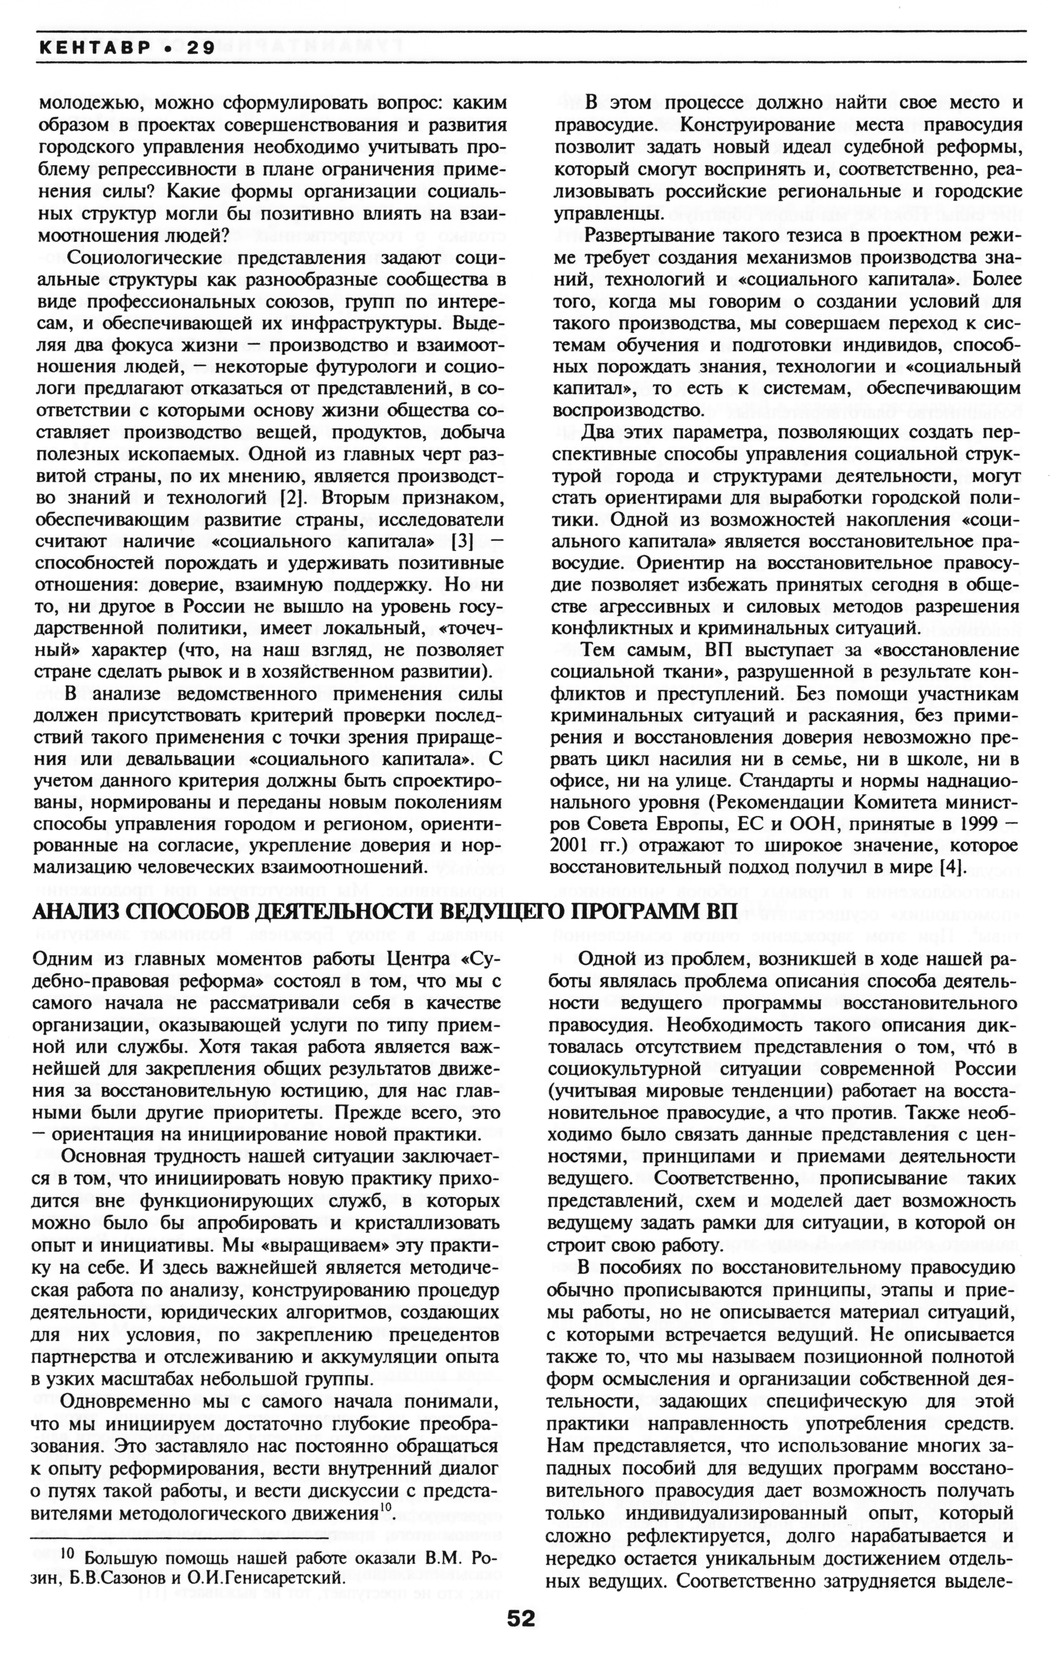 КЕНТАВР • 29
молодежью, можно сформулировать вопрос: каким
образом в проектах совершенствования и развития
городского управления необходимо учитывать про-
блему репрессивности в плане ограничения приме-
нения силы? Какие формы организации социаль-
ных структур могли бы позитивно влиять на взаи-
моотношения людей?
Социологические представления задают соци-
альные структуры как разнообразные сообщества в
виде профессиональных союзов, групп по интере-
сам, и обеспечивающей их инфраструктуры. Выде-
ляя два фокуса жизни — производство и взаимоот-
ношения людей, — некоторые футурологи и социо-
логи предлагают отказаться от представлений, в со-
ответствии с которыми основу жизни общества со-
ставляет производство вещей, продуктов, добыча
полезных ископаемых. Одной из главных черт раз-
витой страны, по их мнению, является производст-
во знаний и технологий [2]. Вторым признаком,
обеспечивающим развитие страны, исследователи
считают наличие «социального капитала» [3] —
способностей порождать и удерживать позитивные
отношения: доверие, взаимную поддержку. Но ни
то, ни другое в России не вышло на уровень госу-
дарственной политики, имеет локальный, «точеч-
ный» характер (что, на наш взгляд, не позволяет
стране сделать рывок и в хозяйственном развитии).
В анализе ведомственного применения силы
должен присутствовать критерий проверки послед-
ствий такого применения с точки зрения прираще-
ния или девальвации «социального капитала». С
учетом данного критерия должны быть спроектиро-
ваны, нормированы и переданы новым поколениям
способы управления городом и регионом, ориенти-
рованные на согласие, укрепление доверия и нор-
мализацию человеческих взаимоотношений.
В этом процессе должно найти свое место и
правосудие. Конструирование места правосудия
позволит задать новый идеал судебной реформы,
который смогут воспринять и, соответственно, реа-
лизовывать российские региональные и городские
управленцы.
Развертывание такого тезиса в проектном режи-
ме требует создания механизмов производства зна-
ний, технологий и «социального капитала». Более
того, когда мы говорим о создании условий для
такого производства, мы совершаем переход к сис-
темам обучения и подготовки индивидов, способ-
ных порождать знания, технологии и «социальный
капитал», то есть к системам, обеспечивающим
воспроизводство.
Два этих параметра, позволяющих создать пер-
спективные способы управления социальной струк-
турой города и структурами деятельности, могут
стать ориентирами для выработки городской поли-
тики. Одной из возможностей накопления «соци-
ального капитала» является восстановительное пра-
восудие. Ориентир на восстановительное правосу-
дие позволяет избежать принятых сегодня в обще-
стве агрессивных и силовых методов разрешения
конфликтных и криминальных ситуаций.
Тем самым, ВП выступает за «восстановление
социальной ткани», разрушенной в результате кон-
фликтов и преступлений. Без помощи участникам
криминальных ситуаций и раскаяния, без прими-
рения и восстановления доверия невозможно пре-
рвать цикл насилия ни в семье, ни в школе, ни в
офисе, ни на улице. Стандарты и нормы наднацио-
нального уровня (Рекомендации Комитета минист-
ров Совета Европы, ЕС и ООН, принятые в 1999 —
2001 гг.) отражают то широкое значение, которое
восстановительный подход получил в мире [4].
АНАЛИЗ СПОСОБОВ ДЕЯТЕЛЬНОСТИ ВЕДУЩЕГО ПРОГРАММ ВП
Одним из главных моментов работы Центра «Су-
дебно-правовая реформа» состоял в том, что мы с
самого начала не рассматривали себя в качестве
организации, оказывающей услуги по типу прием-
ной или службы. Хотя такая работа является важ-
нейшей для закрепления общих результатов движе-
ния за восстановительную юстицию, для нас глав-
ными были другие приоритеты. Прежде всего, это
— ориентация на инициирование новой практики.
Основная трудность нашей ситуации заключает-
ся в том, что инициировать новую практику прихо-
дится вне функционирующих служб, в которых
можно было бы апробировать и кристаллизовать
опыт и инициативы. Мы «выращиваем» эту практи-
ку на себе. И здесь важнейшей является методиче-
ская работа по анализу, конструированию процедур
деятельности, юридических алгоритмов, создающих
для них условия, по закреплению прецедентов
партнерства и отслеживанию и аккумуляции опыта
в узких масштабах небольшой группы.
Одновременно мы с самого начала понимали,
что мы инициируем достаточно глубокие преобра-
зования. Это заставляло нас постоянно обращаться
к опыту реформирования, вести внутренний диалог
о путях такой работы, и вести дискуссии с предста-
вителями методологического движения¹⁰.
¹⁰ Большую помощь нашей работе оказали В.М. Ро-
зин, Б.В.Сазонов и О.И.Генисаретский.
Одной из проблем, возникшей в ходе нашей ра-
боты являлась проблема описания способа деятель-
ности ведущего программы восстановительного
правосудия. Необходимость такого описания дик-
товалась отсутствием представления о том, чтó в
социокультурной ситуации современной России
(учитывая мировые тенденции) работает на восста-
новительное правосудие, а что против. Также необ-
ходимо было связать данные представления с цен-
ностями, принципами и приемами деятельности
ведущего. Соответственно, прописывание таких
представлений, схем и моделей дает возможность
ведущему задать рамки для ситуации, в которой он
строит свою работу.
В пособиях по восстановительному правосудию
обычно прописываются принципы, этапы и прие-
мы работы, но не описывается материал ситуаций,
с которыми встречается ведущий. Не описывается
также то, что мы называем позиционной полнотой
форм осмысления и организации собственной дея-
тельности, задающих специфическую для этой
практики направленность употребления средств.
Нам представляется, что использование многих за-
падных пособий для ведущих программ восстано-
вительного правосудия дает возможность получать
только индивидуализированный опыт, который
сложно рефлектируется, долго нарабатывается и
нередко остается уникальным достижением отдель-
ных ведущих. Соответственно затрудняется выделе-
52